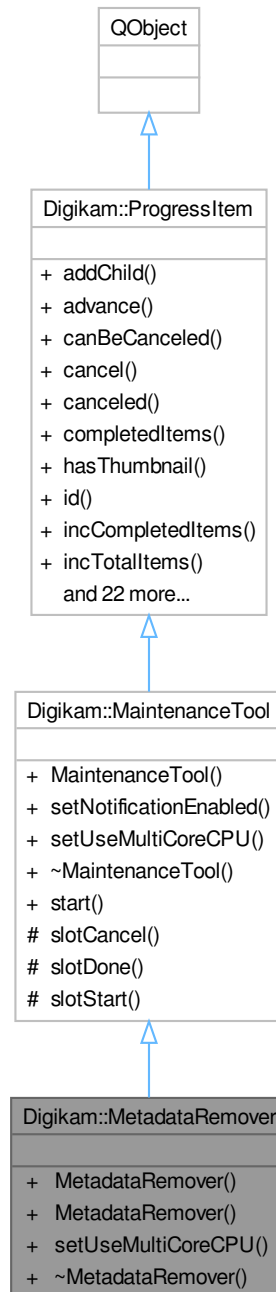 QObject
Digikam::ProgressItem
+ addChild()
+ advance()
+ canBeCanceled()
+ cancel()
+ canceled()
+ completedItems()
+ hasThumbnail()
+ id()
+ incCompletedItems()
+ incTotalItems()
and 22 more...
Digikam::MaintenanceTool
+ MaintenanceTool()
+ setNotificationEnabled()
+ setUseMultiCoreCPU()
+ ~MaintenanceTool()
+ start()
# slotCancel()
# slotDone()
# slotStart()
Digikam::MetadataRemover
+ MetadataRemover()
+ MetadataRemover()
+ setUseMultiCoreCPU()
+ ~MetadataRemover()